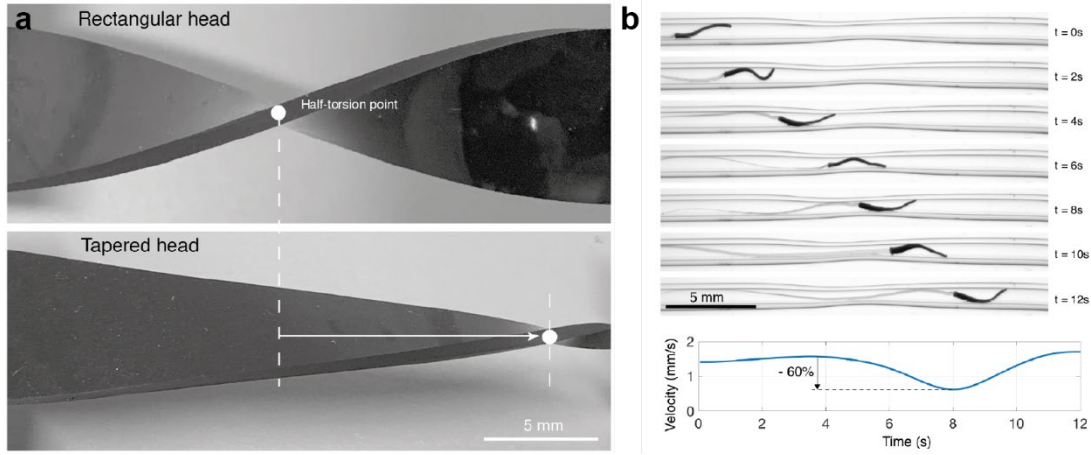 a
Rectangular head
Half-torsion point
Tapered head
5 mm
b
t = 0s
t = 2s
t = 4s
t = 6s
t = 8s
t = 10s
t = 12s
5 mm
Velocity (mm/s)
2
1
0
- 60%
0 2 4 6 8 10 12
Time (s)